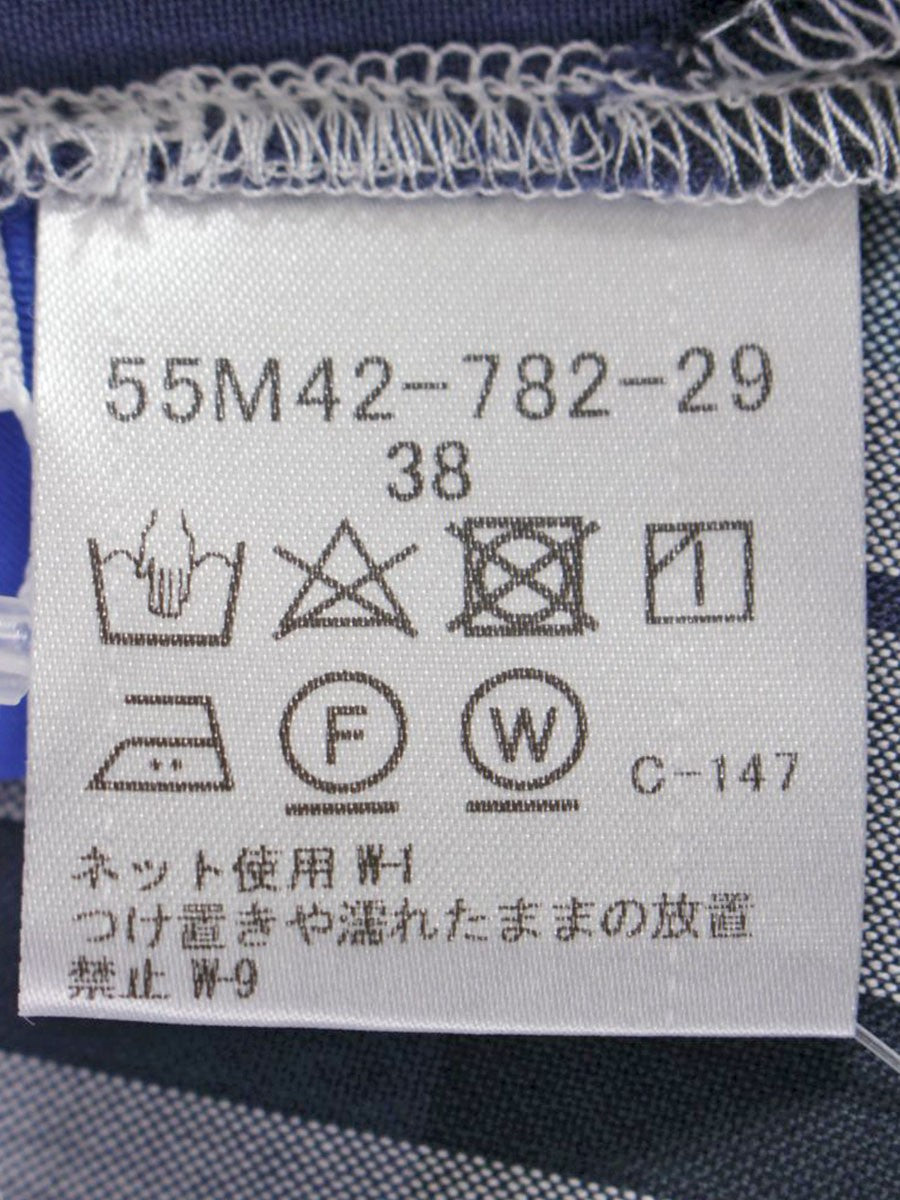 55M42-782-29
38
F W C-147
ネット使用 W-1
つけ置きや濡れたままの放置
禁止 W-9